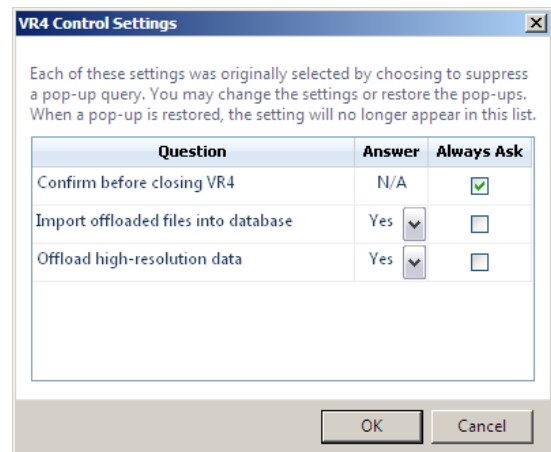 VR4 Control Settings
Each of these settings was originally selected by choosing to suppress
a pop-up query. You may change the settings or restore the pop-ups.
When a pop-up is restored, the setting will no longer appear in this list.
Question Answer Always Ask
Confirm before closing VR4 N/A
Import offloaded files into database Yes
Offload high-resolution data Yes
OK Cancel